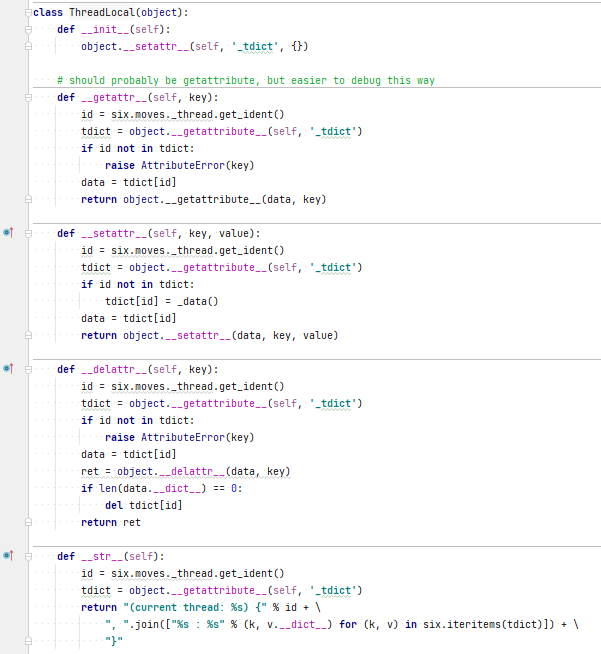 class ThreadLocal(object):
    def __init__(self):
        object.__setattr__(self, '_tdict', {})
    # should probably be getattribute, but easier to debug this way
    def __getattr__(self, key):
        id = six.moves._thread.get_ident()
        tdict = object.__getattribute__(self, '_tdict')
        if id not in tdict:
            raise AttributeError(key)
        data = tdict[id]
        return object.__getattribute__(data, key)
    def __setattr__(self, key, value):
        id = six.moves._thread.get_ident()
        tdict = object.__getattribute__(self, '_tdict')
        if id not in tdict:
            tdict[id] = _data()
        data = tdict[id]
        return object.__setattr__(data, key, value)
    def __delattr__(self, key):
        id = six.moves._thread.get_ident()
        tdict = object.__getattribute__(self, '_tdict')
        if id not in tdict:
            raise AttributeError(key)
        data = tdict[id]
        ret = object.__delattr__(data, key)
        if len(data.__dict__) == 0:
            del tdict[id]
        return ret
    def __str__(self):
        id = six.moves._thread.get_ident()
        tdict = object.__getattribute__(self, '_tdict')
        return "(current thread: %s) {" % id + \
            ", ".join(["%s : %s" % (k, v.__dict__) for (k, v) in six.iteritems(tdict)]) + \
            "}"